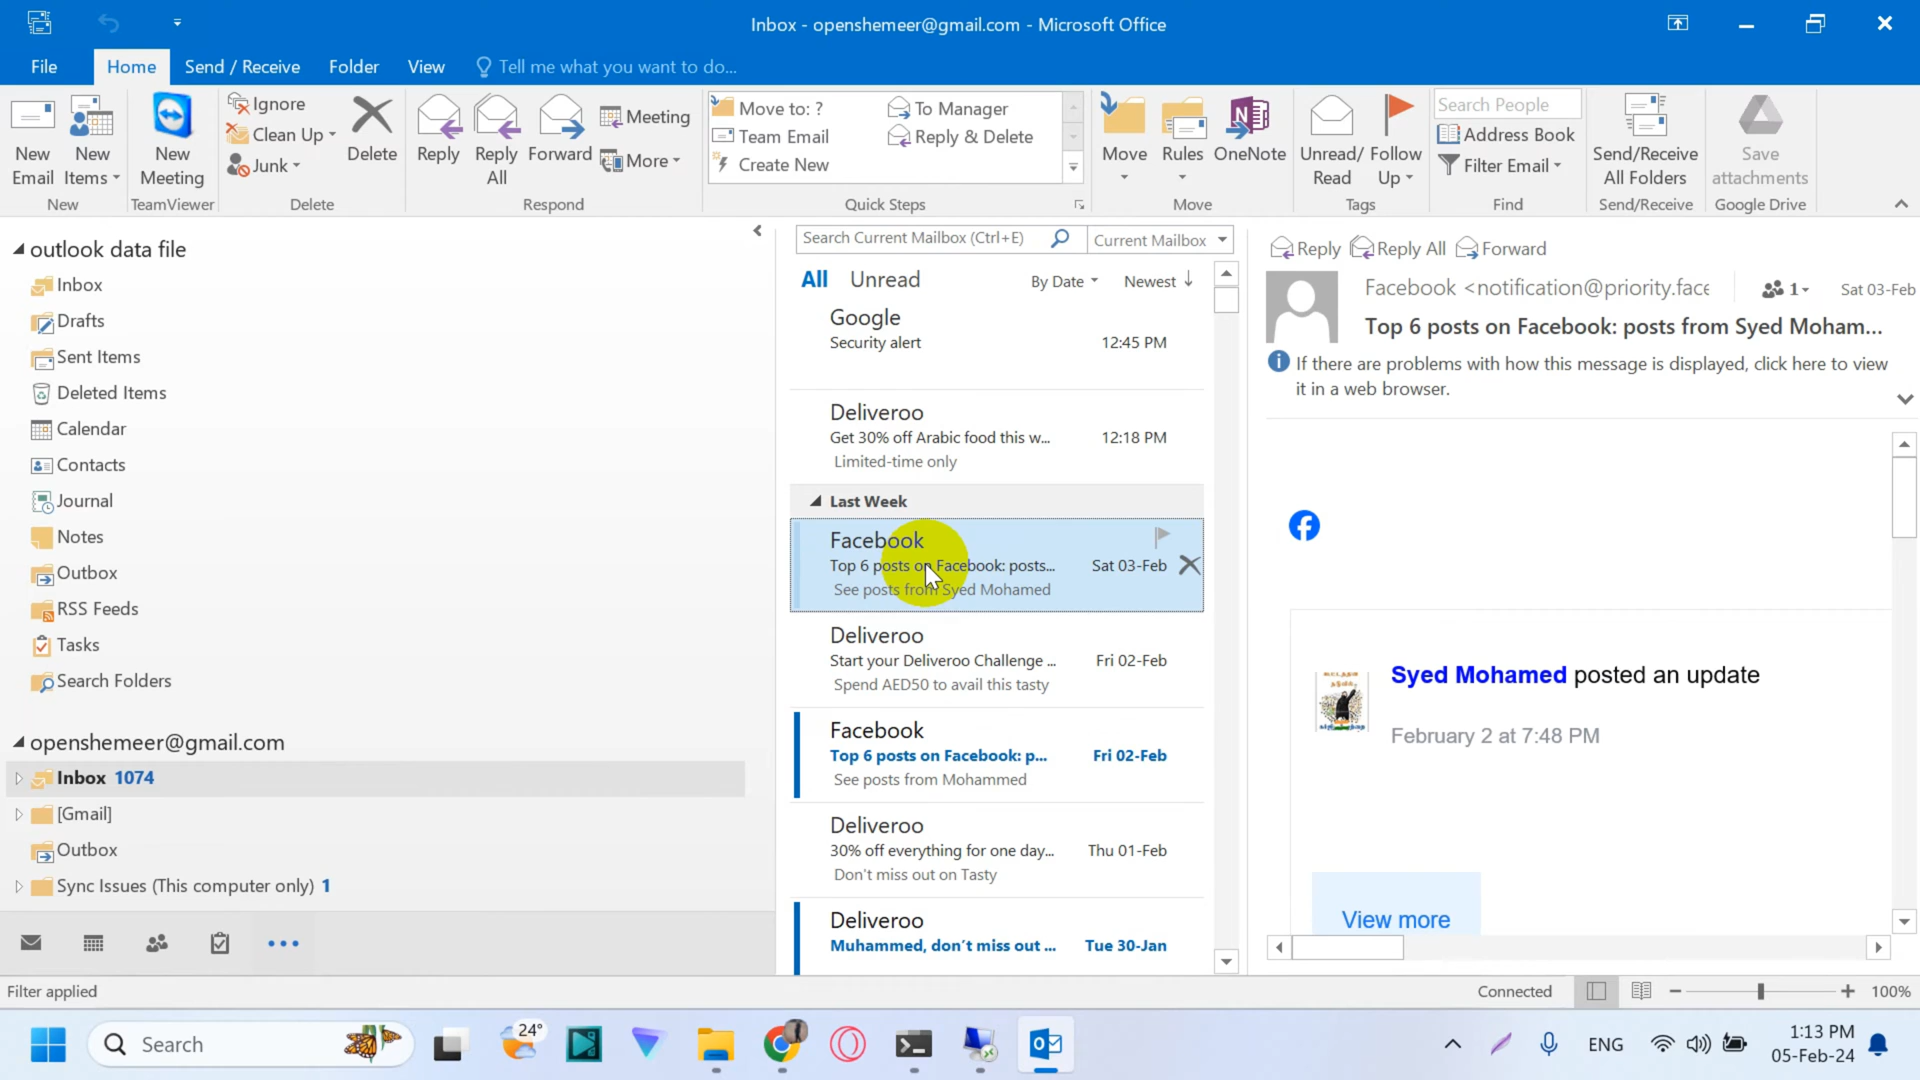 Inbox - openshemeer@gmail.com - Microsoft Office
File
Home
Send / Receive
Folder
View
Tell me what you want to do...
New Email
New Items
New Meeting
Ignore
Clean Up
Junk
Delete
Reply
Reply All
Forward
Meeting
More
Move to: ?
Team Email
Create New
To Manager
Reply & Delete
Move
Rules
OneNote
Unread/ Read
Follow Up
Search People
Address Book
Filter Email
Send/Receive All Folders
Save attachments
New
TeamViewer
Delete
Respond
Quick Steps
Move
Tags
Find
Send/Receive
Google Drive
outlook data file
Inbox
Drafts
Sent Items
Deleted Items
Calendar
Contacts
Journal
Notes
Outbox
RSS Feeds
Tasks
Search Folders
openshemeer@gmail.com
Inbox 1074
[Gmail]
Outbox
Sync Issues (This computer only) 1
Search Current Mailbox (Ctrl+E)
Current Mailbox
All
Unread
By Date
Newest
Google
Security alert 12:45 PM
Deliveroo
Get 30% off Arabic food this w... 12:18 PM
Limited-time only
Last Week
Facebook
Top 6 posts on Facebook: posts... Sat 03-Feb
See posts from Syed Mohamed
Deliveroo
Start your Deliveroo Challenge ... Fri 02-Feb
Spend AED50 to avail this tasty
Facebook
Top 6 posts on Facebook: p... Fri 02-Feb
See posts from Mohammed
Deliveroo
30% off everything for one day... Thu 01-Feb
Don't miss out on Tasty
Deliveroo
Muhammed, don't miss out ... Tue 30-Jan
Reply
Reply All
Forward
Facebook <notification@priority.face
1
Sat 03-Feb
Top 6 posts on Facebook: posts from Syed Moham...
If there are problems with how this message is displayed, click here to view
it in a web browser.
Syed Mohamed posted an update
February 2 at 7:48 PM
View more
Filter applied
Connected
100%
Search
24°
ENG
1:13 PM
05-Feb-24